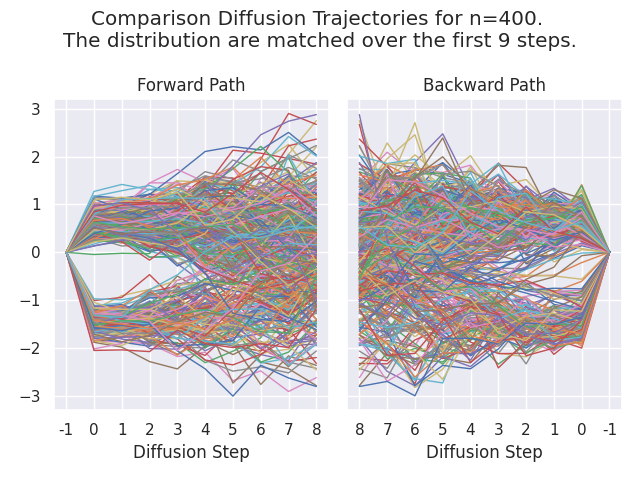 Comparison Diffusion Trajectories for n=400.
The distribution are matched over the first 9 steps.
Forward Path
Backward Path
3
2
1
0
−1
−2
−3
-1 0 1 2 3 4 5 6 7 8
8 7 6 5 4 3 2 1 0 -1
Diffusion Step
Diffusion Step